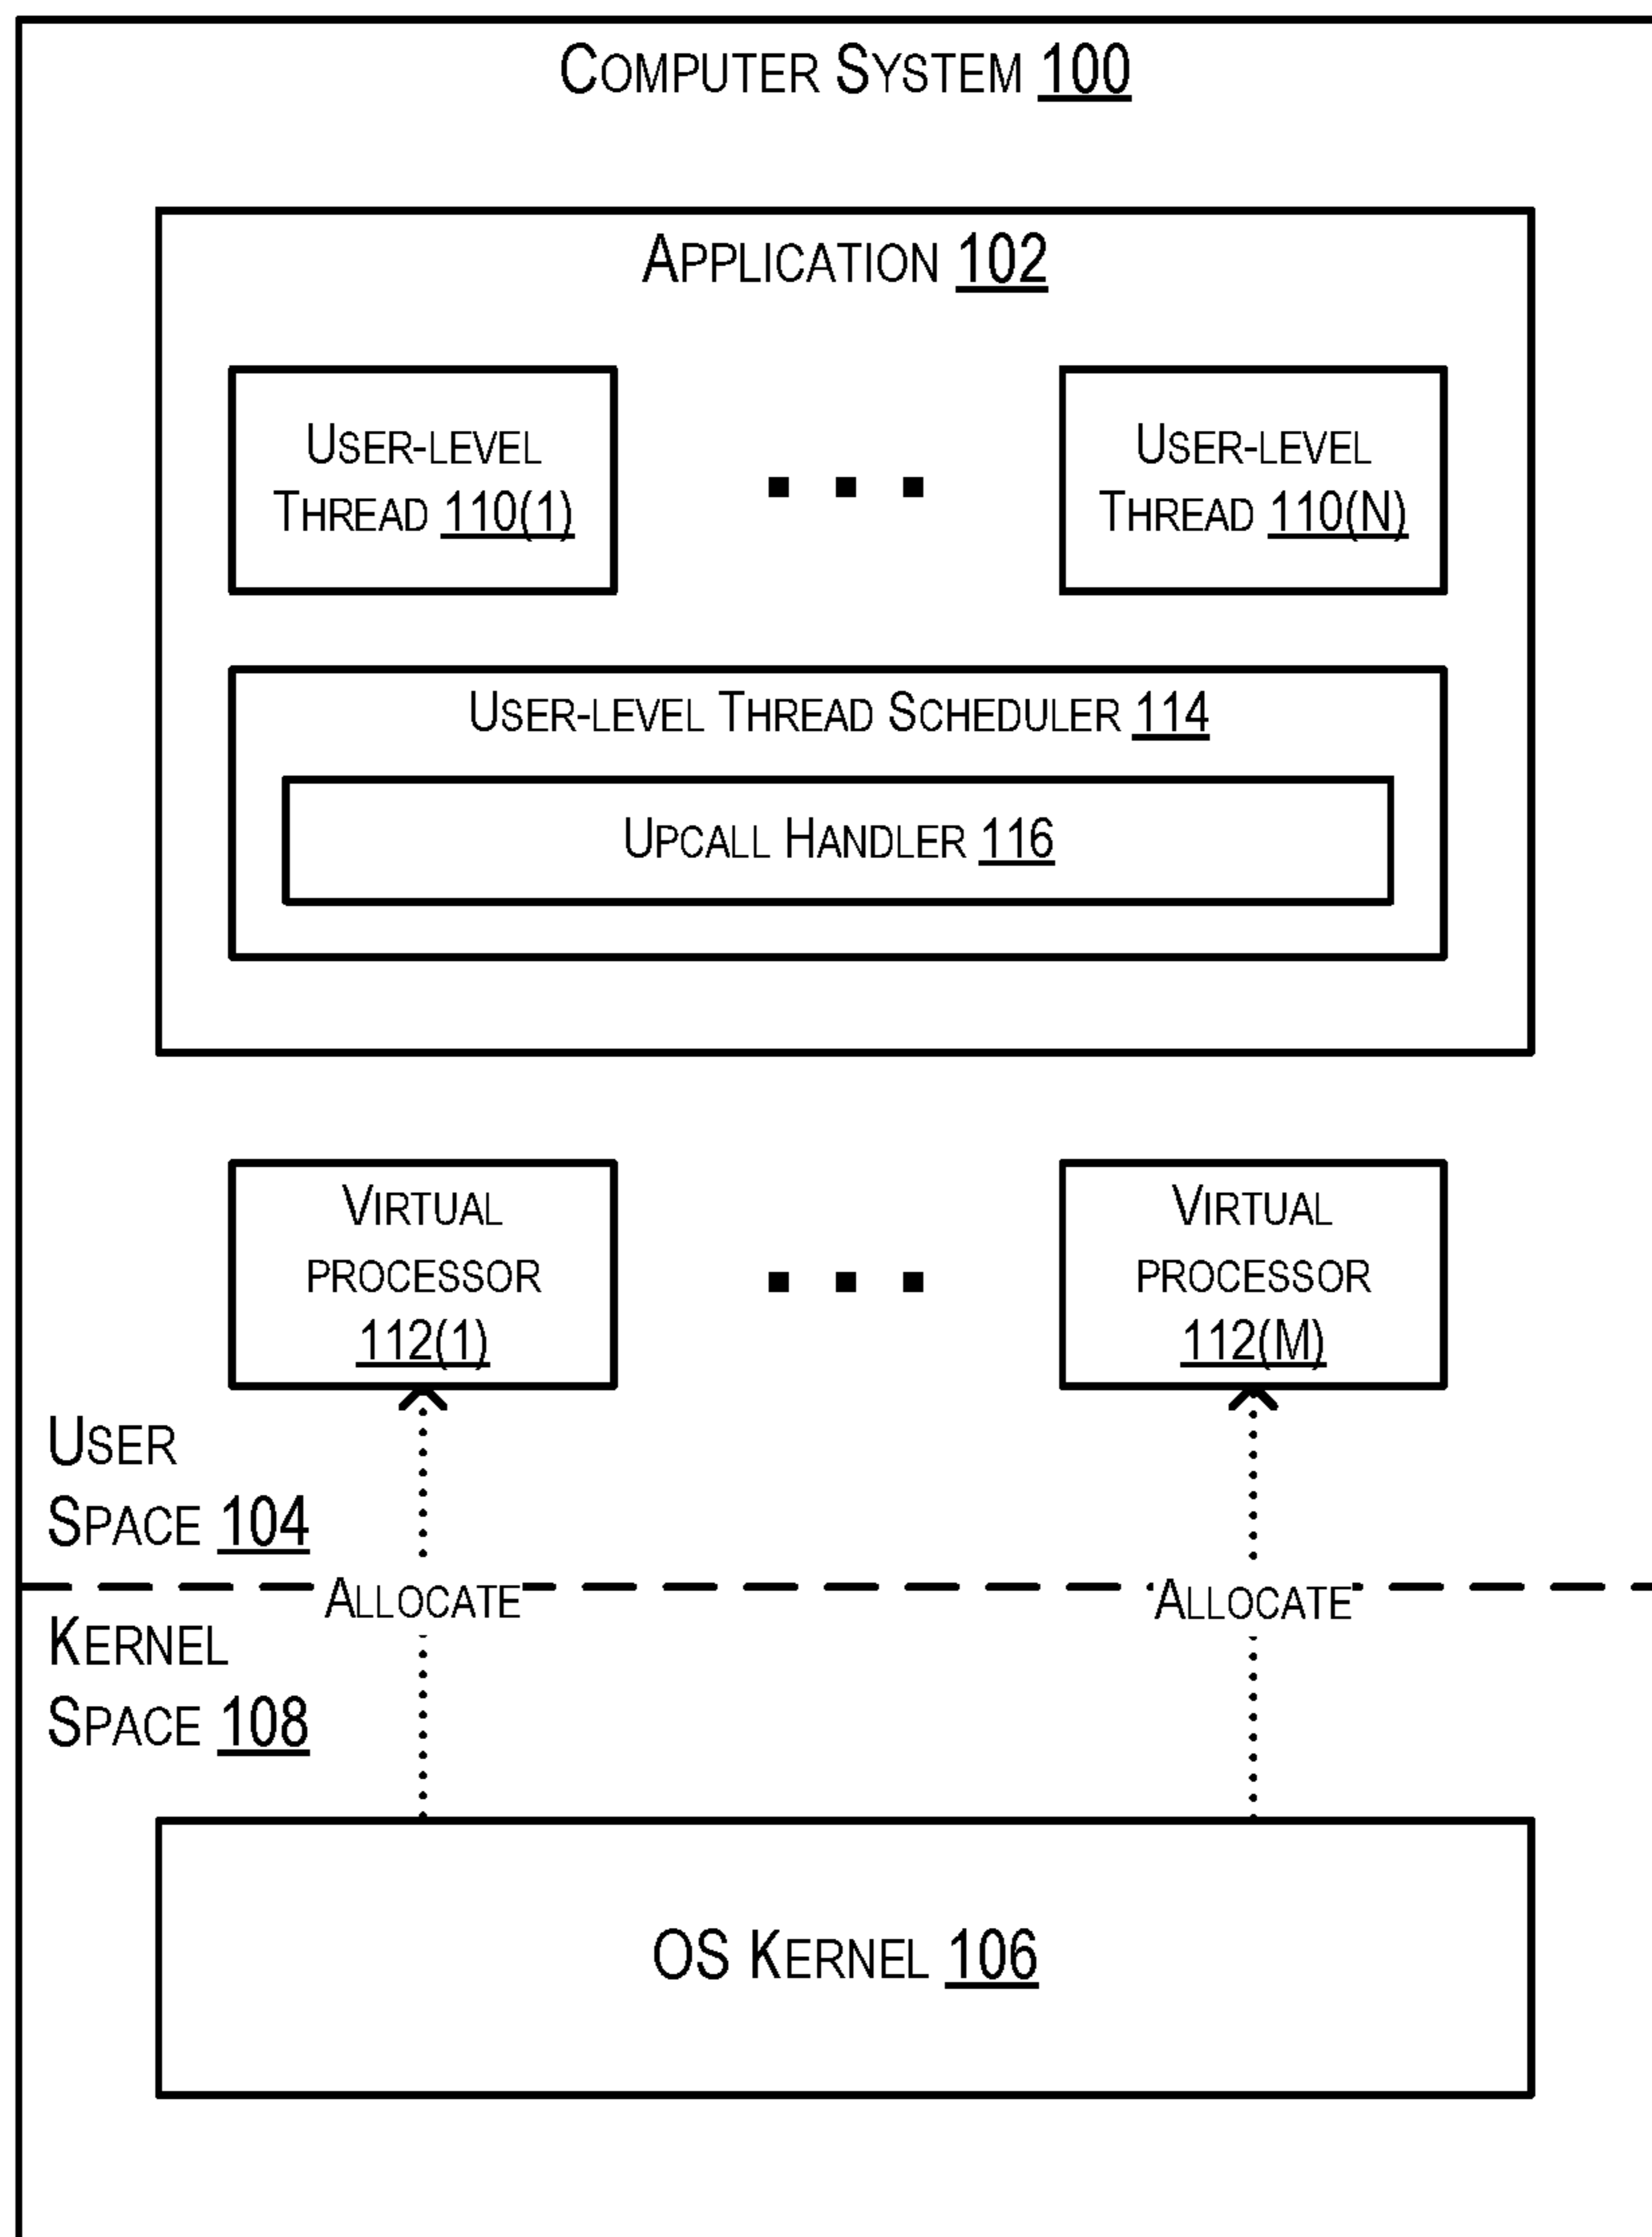 COMPUTER SYSTEM 100
APPLICATION 102
USER-LEVEL
THREAD 110(1)
USER-LEVEL
THREAD 110(N)
USER-LEVEL THREAD SCHEDULER 114
UPCALL HANDLER 116
VIRTUAL
PROCESSOR
112(1)
VIRTUAL
PROCESSOR
112(M)
USER
SPACE 104
ALLOCATE
ALLOCATE
KERNEL
SPACE 108
OS KERNEL 106